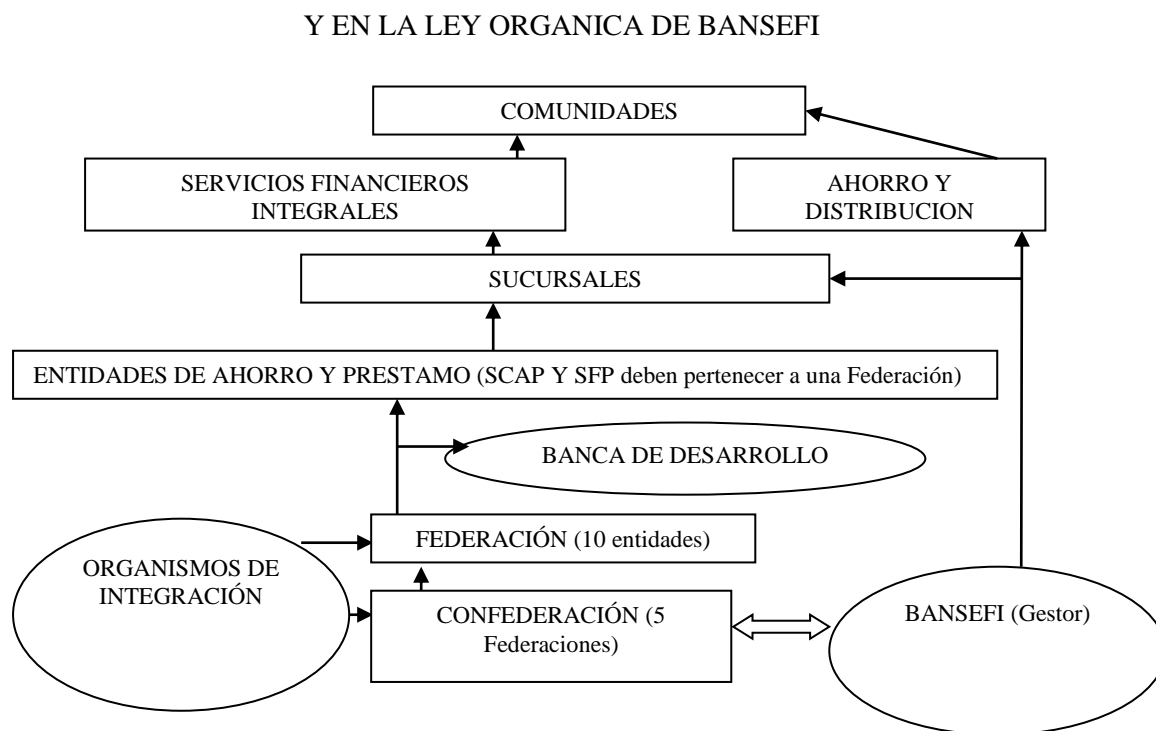 Y EN LA LEY ORGANICA DE BANSEFI
COMUNIDADES
SERVICIOS FINANCIEROS
INTEGRALES
AHORRO Y
DISTRIBUCION
SUCURSALES
ENTIDADES DE AHORRO Y PRESTAMO (SCAP Y SFP deben pertenecer a una Federación)
BANCA DE DESARROLLO
FEDERACIÓN (10 entidades)
ORGANISMOS DE
INTEGRACIÓN
CONFEDERACIÓN (5
Federaciones)
BANSEFI (Gestor)